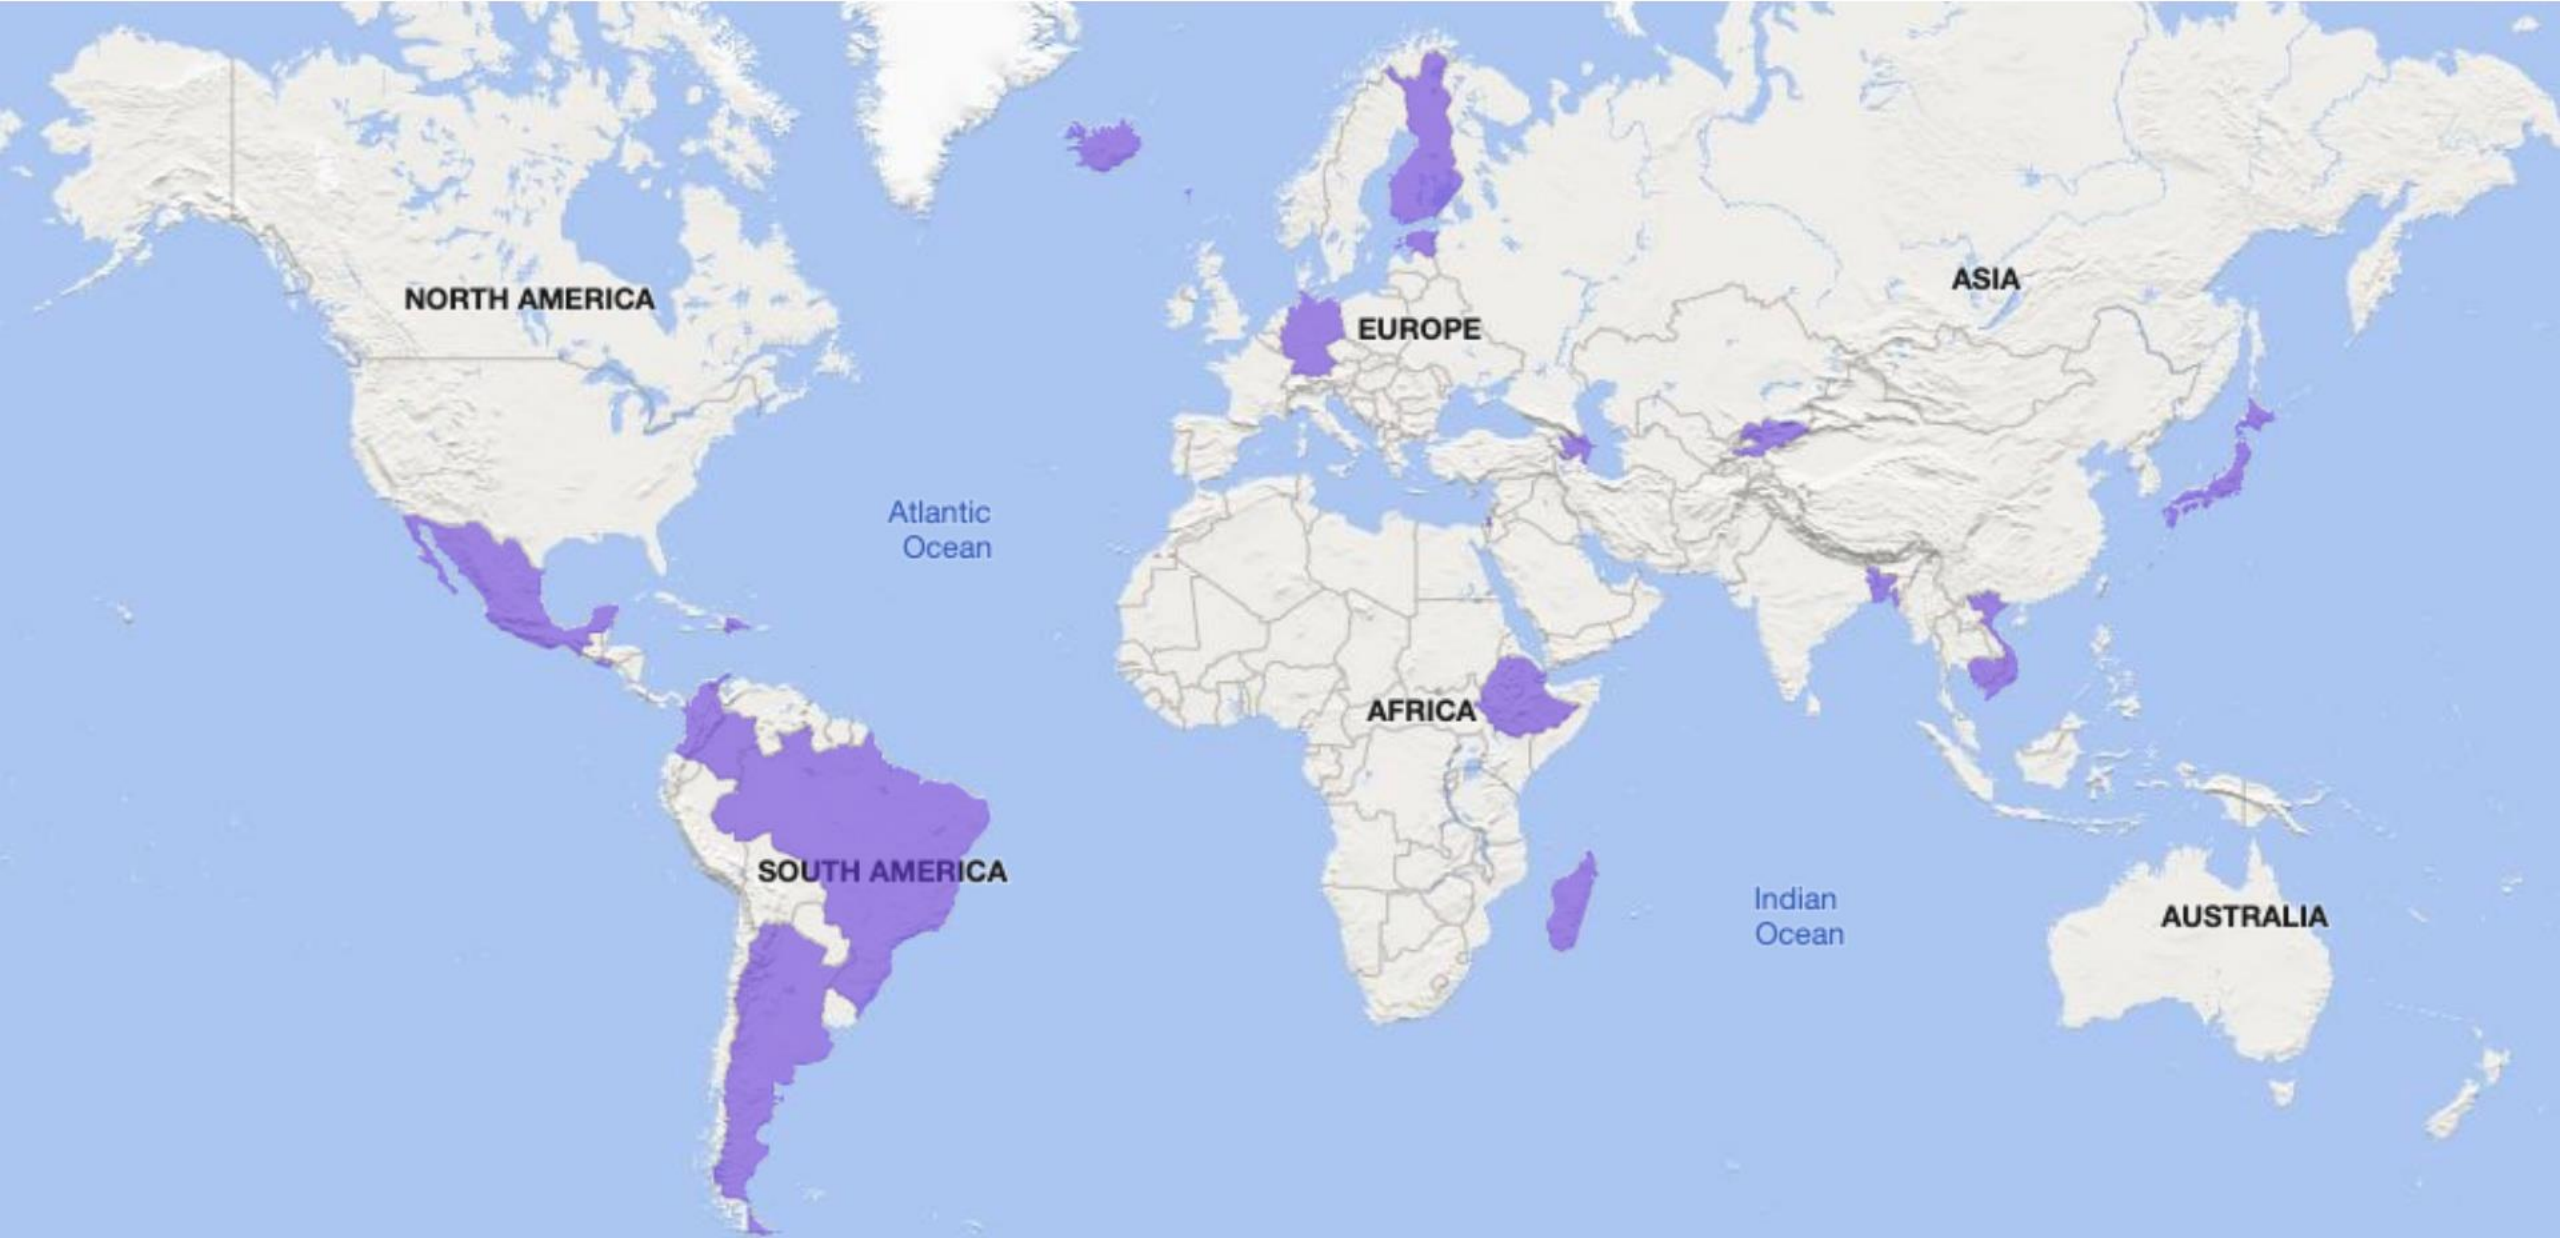 NORTH AMERICA
ASIA
EUROPE
Atlantic
Ocean
AFRICA
SOUTH AMERICA
Indian
Ocean
AUSTRALIA